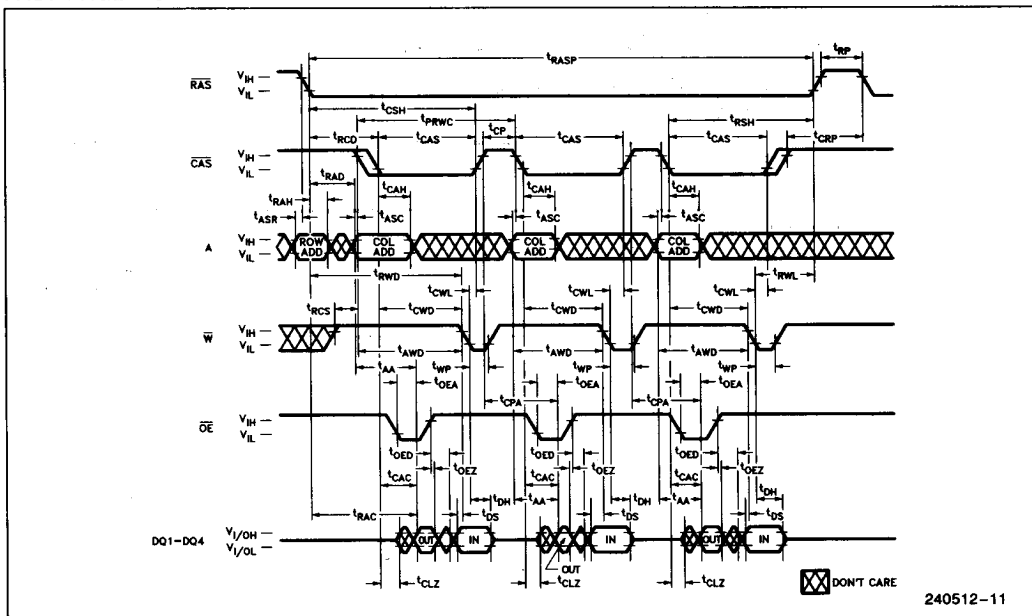 tRASP
tRP
RAS
VIH
VIL
tCSH
tPRWC
tRSH
tRCD
tCAS
tCP
tCAS
tCAS
tCRP
CAS
VIH
VIL
tRAD
tCAH
tCAH
tCAH
tRAH
tASR
tASC
tASC
tASC
A
VIH
VIL
ROW ADD
COL ADD
COL ADD
COL ADD
tRWD
tRWL
tCWL
tCWL
tCWL
tRCS
tCWD
tCWD
tCWD
W
VIH
VIL
tAWD
tAWD
tAWD
tAA
tWP
tWP
tWP
tOEA
tOEA
tOEA
tCPA
tCPA
OE
VIH
VIL
tOED
tOED
tOED
tOEZ
tOEZ
tOEZ
tCAC
tCAC
tCAC
tDH
tAA
tDH
tAA
tDH
tRAC
tDS
tDS
tDS
DQ1-DQ4
VI/OH
VI/OL
OUT
IN
IN
OUT
IN
OUT
tCLZ
tCLZ
tCLZ
DON'T CARE
240512-11